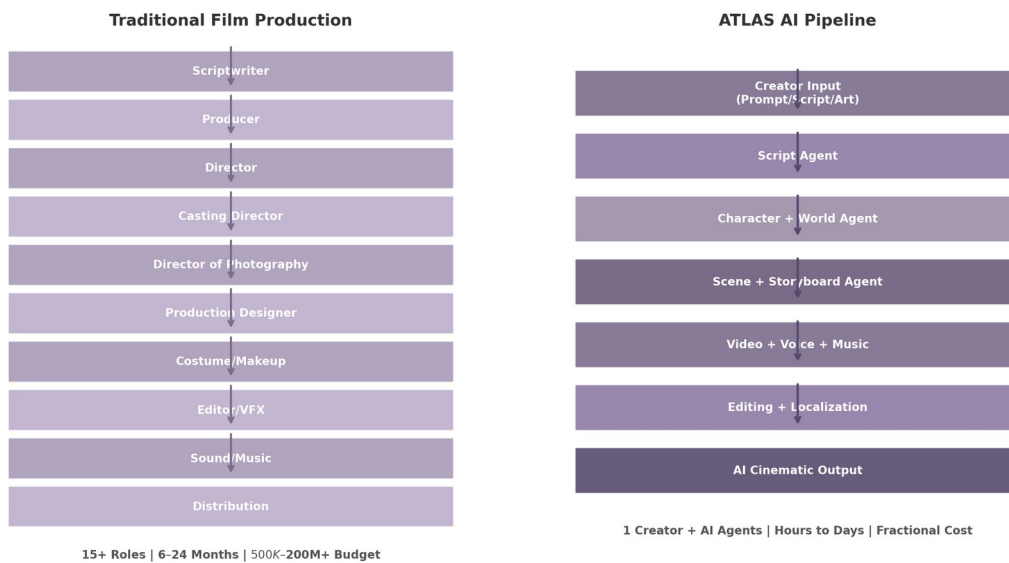 Traditional Film Production
Scriptwriter
Producer
Director
Casting Director
Director of Photography
Production Designer
Costume/Makeup
Editor/VFX
Sound/Music
Distribution
15+ Roles | 6–24 Months | 500K–200M+ Budget
ATLAS AI Pipeline
Creator Input
(Prompt/Script/Art)
Script Agent
Character + World Agent
Scene + Storyboard Agent
Video + Voice + Music
Editing + Localization
AI Cinematic Output
1 Creator + AI Agents | Hours to Days | Fractional Cost